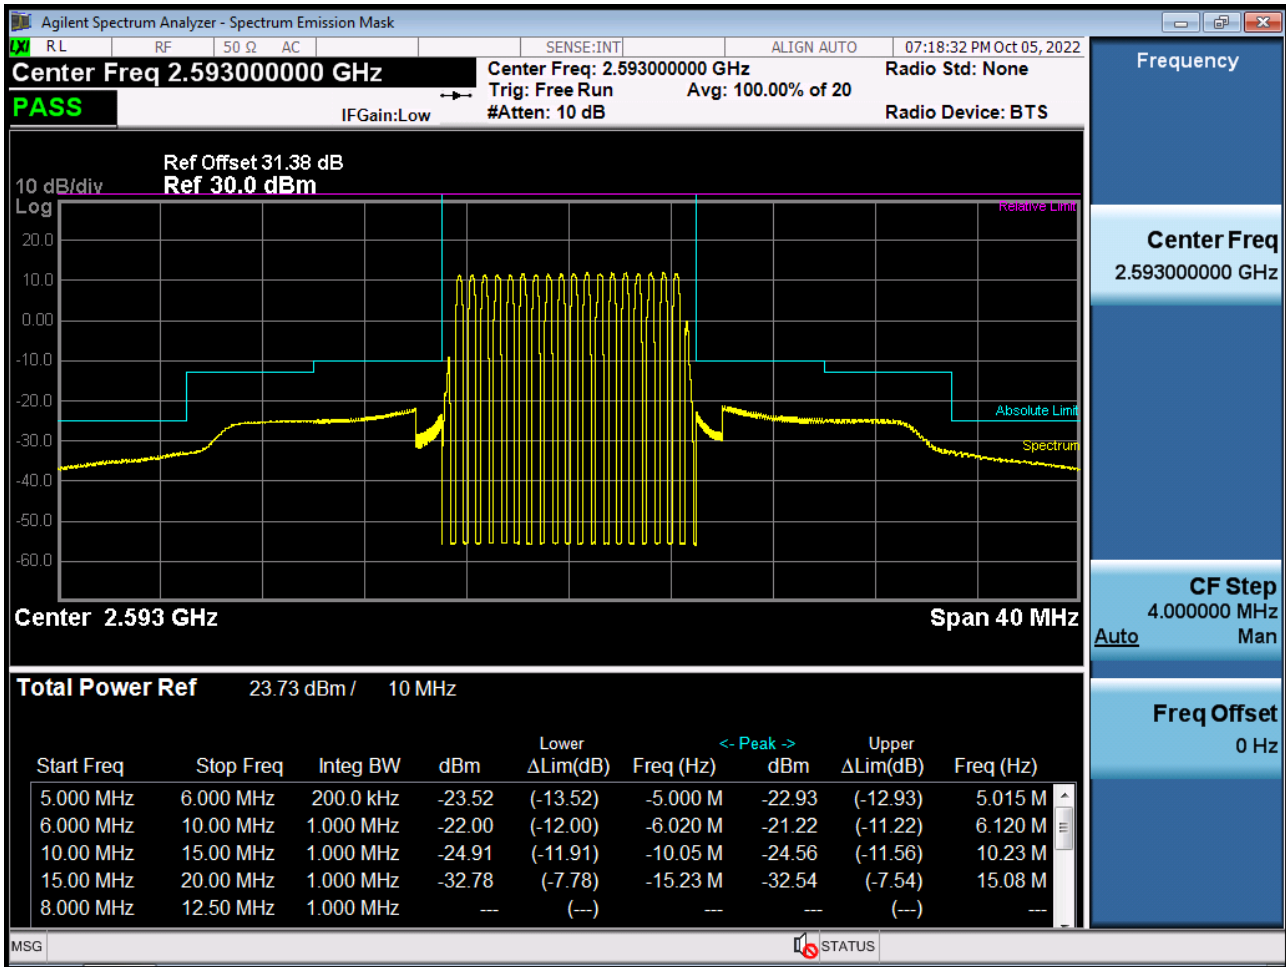 Agilent Spectrum Analyzer - Spectrum Emission Mask
LXI RL RF 50 Ω AC SENSE:INT ALIGN AUTO 07:18:32 PM Oct 05, 2022
Center Freq 2.593000000 GHz
Center Freq: 2.593000000 GHz
Radio Std: None
Trig: Free Run
Avg: 100.00% of 20
PASS
IFGain:Low
#Atten: 10 dB
Radio Device: BTS
Ref Offset 31.38 dB
10 dB/div
Ref 30.0 dBm
Log
Relative Limit
20.0
10.0
0.00
-10.0
-20.0
Absolute Limit
-30.0
Spectrum
-40.0
-50.0
-60.0
Center 2.593 GHz
Span 40 MHz
Total Power Ref 23.73 dBm / 10 MHz
Lower <- Peak -> Upper
Start Freq Stop Freq Integ BW dBm ΔLim(dB) Freq (Hz) dBm ΔLim(dB) Freq (Hz)
5.000 MHz 6.000 MHz 200.0 kHz -23.52 (-13.52) -5.000 M -22.93 (-12.93) 5.015 M
6.000 MHz 10.00 MHz 1.000 MHz -22.00 (-12.00) -6.020 M -21.22 (-11.22) 6.120 M
10.00 MHz 15.00 MHz 1.000 MHz -24.91 (-11.91) -10.05 M -24.56 (-11.56) 10.23 M
15.00 MHz 20.00 MHz 1.000 MHz -32.78 (-7.78) -15.23 M -32.54 (-7.54) 15.08 M
8.000 MHz 12.50 MHz 1.000 MHz --- (---) --- --- (---) ---
MSG
STATUS
Frequency
Center Freq
2.593000000 GHz
CF Step
4.000000 MHz
Auto Man
Freq Offset
0 Hz